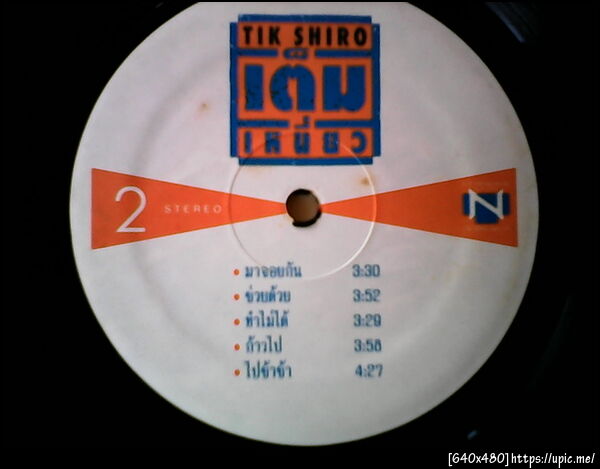 TIK SHIRO
เต็ม
เหนี่ยว
2 STEREO N
• มาจอยกัน 3:30
• ช่วยด้วย 3:52
• ทำไม่ได้ 3:29
• ก้าวไป 3:58
• ไปช้าช้า 4:27
[640x480]https://upic.me/